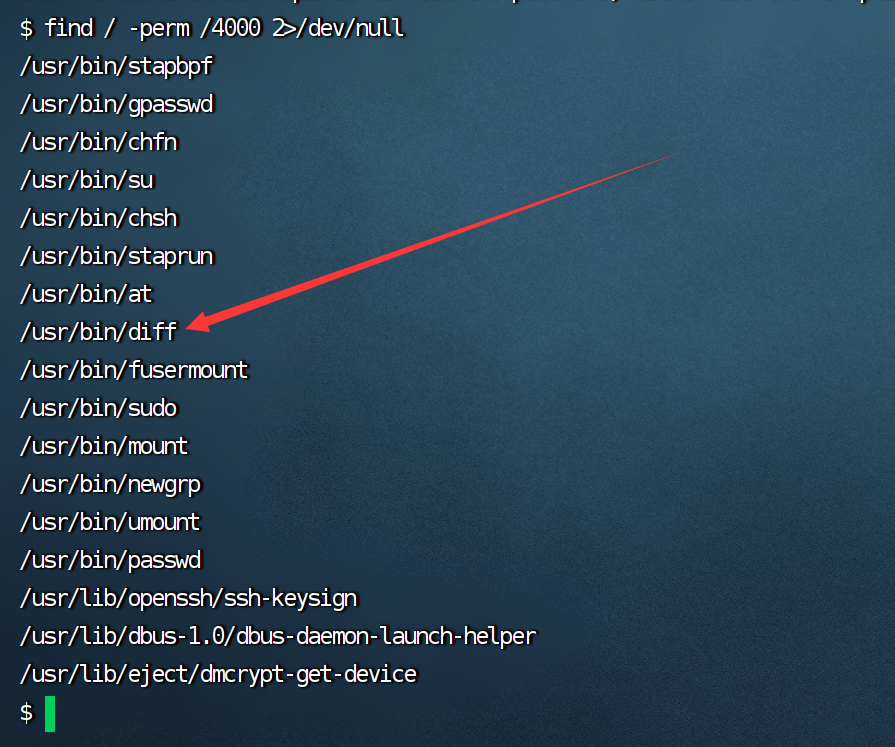 $ find / -perm /4000 2>/dev/null
/usr/bin/stapbpf
/usr/bin/gpasswd
/usr/bin/chfn
/usr/bin/su
/usr/bin/chsh
/usr/bin/staprun
/usr/bin/at
/usr/bin/diff
/usr/bin/fusermount
/usr/bin/sudo
/usr/bin/mount
/usr/bin/newgrp
/usr/bin/umount
/usr/bin/passwd
/usr/lib/openssh/ssh-keysign
/usr/lib/dbus-1.0/dbus-daemon-launch-helper
/usr/lib/eject/dmcrypt-get-device
$